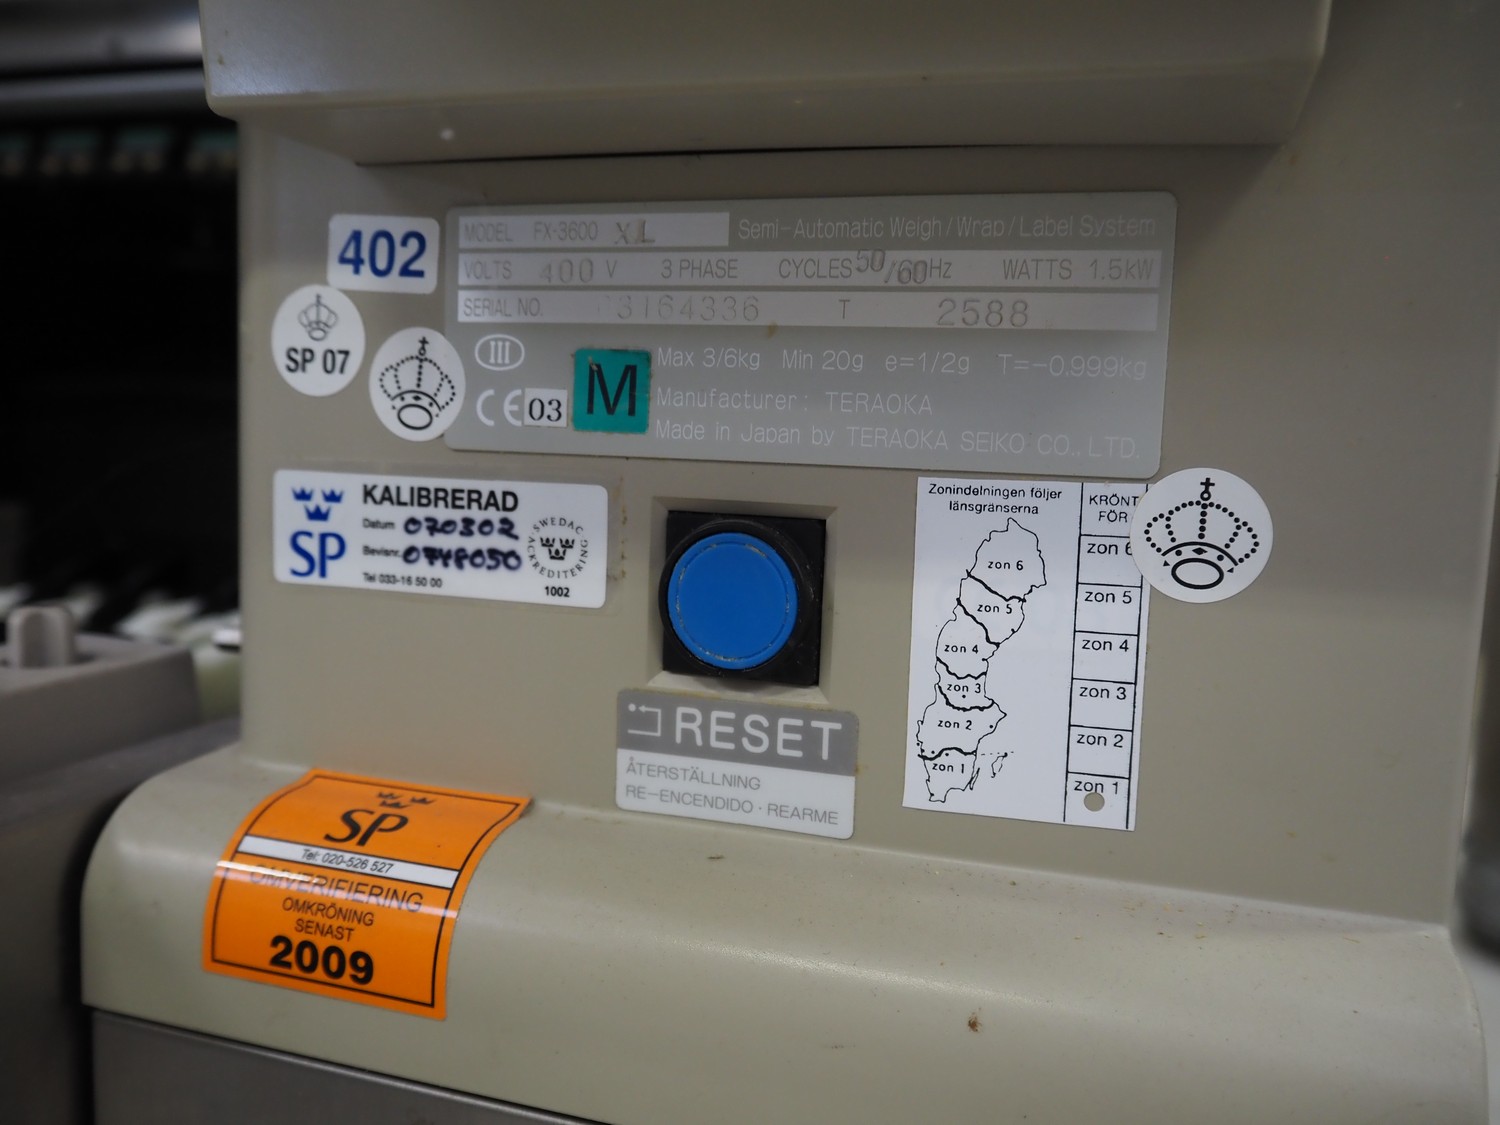 402
MODEL FX-3600 XL Semi-Automatic Weigh/Wrap/Label System
VOLTS 400 V 3 PHASE CYCLES 50/60Hz WATTS 1.5kW
SERIAL NO. 3164336 T 2588
III Max 3/6kg Min 20g e=1/2g T=-0.999kg
CE 03 M Manufacturer: TERAOKA
Made in Japan by TERAOKA SEIKO CO., LTD.
SP 07
KALIBRERAD
Datum 070302
Bevisnr. 0748050
SP
Tel 033-16 50 00
SWEDAC
ACKREDITERING
1002
RESET
ÅTERSTÄLLNING
RE-ENCENDIDO · REARME
Zonindelningen följer
länsgränserna
zon 6
zon 5
zon 4
zon 3
zon 2
zon 1
KRÖNT
FÖR
zon 6
zon 5
zon 4
zon 3
zon 2
zon 1
SP
Tel: 020-526 527
OMVERIFIERING
OMKRÖNING
SENAST
2009